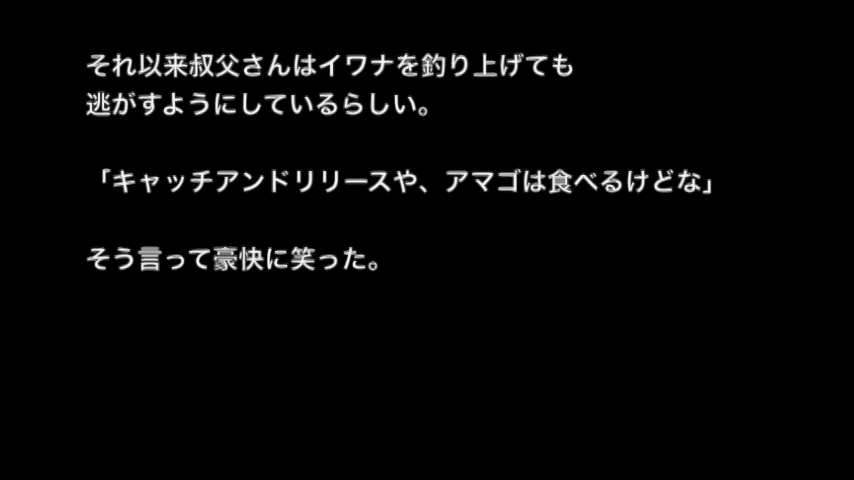 それ以来叔父さんはイワナを釣り上げても
逃がすようにしているらしい。
「キャッチアンドリリースや、アマゴは食べるけどな」
そう言って豪快に笑った。